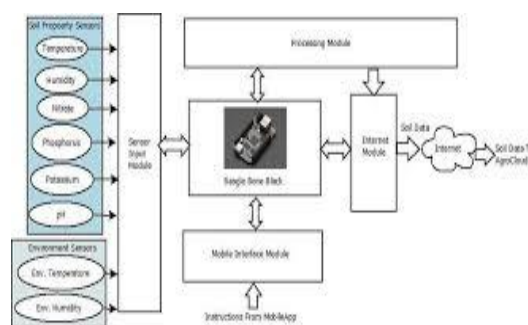 Soil Property Sensors
Temperature
Humidity
Nitrate
Phosphorus
Potassium
pH
Environment Sensors
Env. Temperature
Env. Humidity
Sensor
Input
Module
Processing Module
Beagle Bone Black
Mobile Interface Module
Instructions From MobileApp
Internet
Module
Soil Data
Internet
Soil Data T
AgroCloud